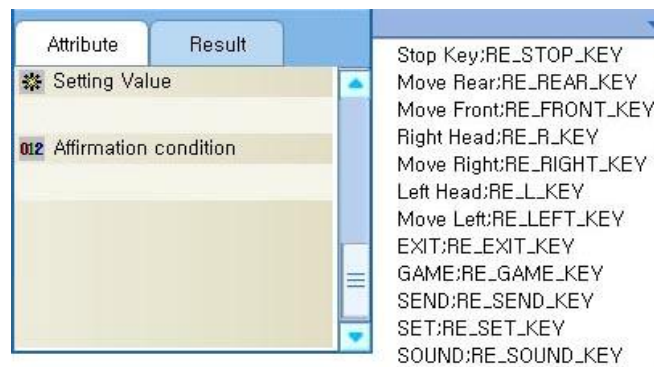 Attribute
Result
Setting Value
012 Affirmation condition
Stop Key;RE_STOP_KEY
Move Rear;RE_REAR_KEY
Move Front;RE_FRONT_KEY
Right Head;RE_R_KEY
Move Right;RE_RIGHT_KEY
Left Head;RE_L_KEY
Move Left;RE_LEFT_KEY
EXIT;RE_EXIT_KEY
GAME;RE_GAME_KEY
SEND;RE_SEND_KEY
SET;RE_SET_KEY
SOUND;RE_SOUND_KEY